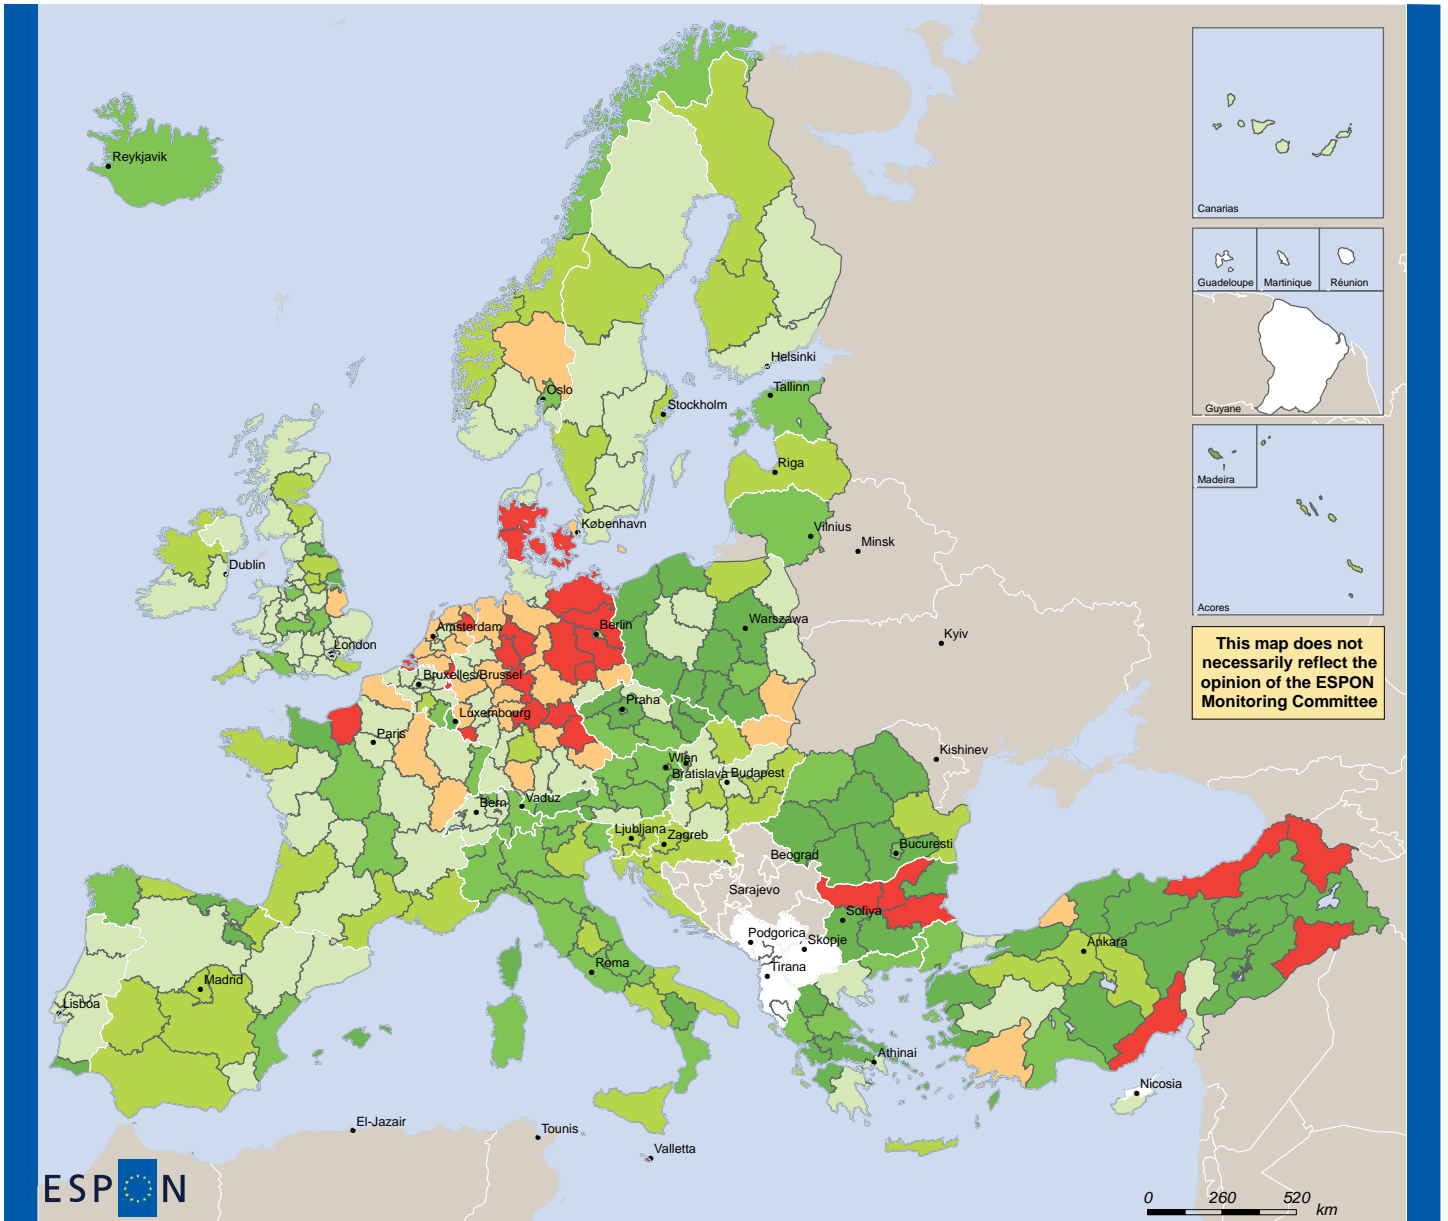 Reykjavik
Canarias
Guadeloupe
Martinique
Réunion
Guyane
Madeira
Acores
This map does not
necessarily reflect the
opinion of the ESPON
Monitoring Committee
Helsinki
Oslo
Tallinn
Stockholm
Riga
København
Vilnius
Minsk
Dublin
Amsterdam
Berlin
Warszawa
Kyiv
London
Bruxelles/Brussel
Praha
Luxembourg
Paris
Kishinev
Wien
Bratislava
Budapest
Bern
Vaduz
Ljubljana
Zagreb
Bucuresti
Beograd
Sarajevo
Sofiya
Podgorica
Skopje
Ankara
Roma
Tirana
Madrid
Lisboa
Athinai
Nicosia
El-Jazair
Tounis
Valletta
ESPON
0 260 520
km